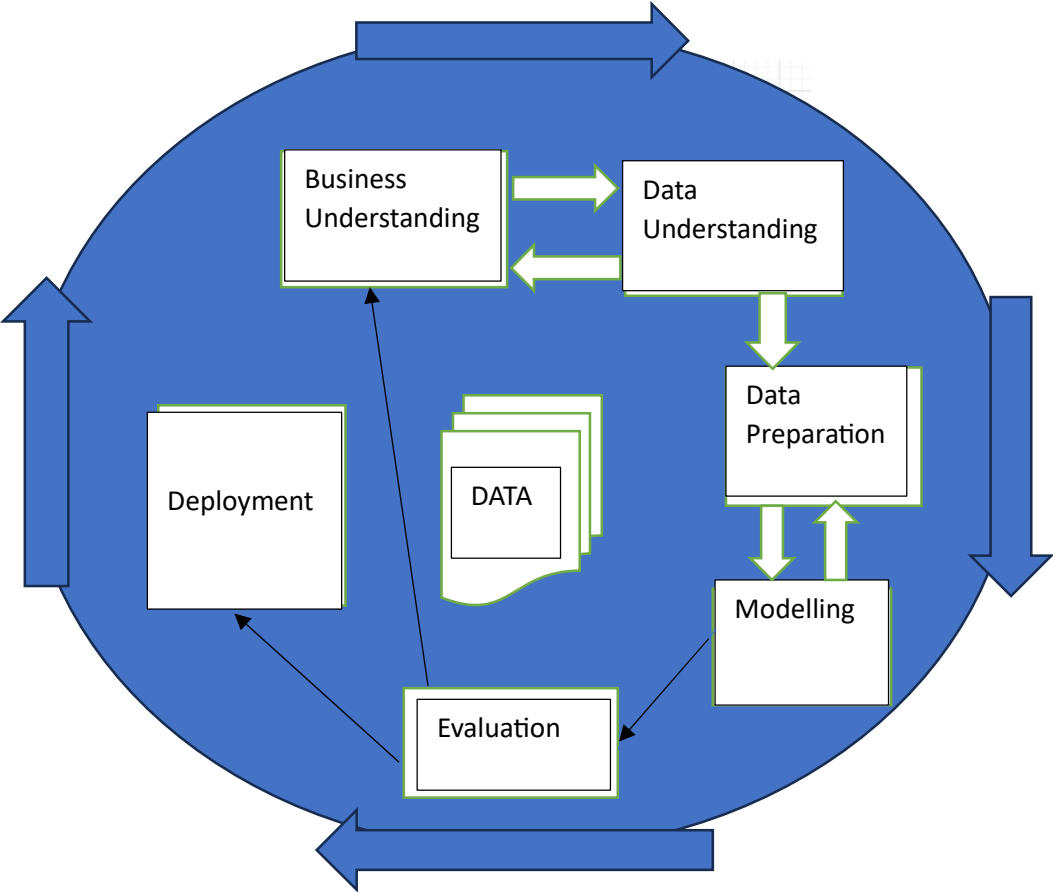 Business
Understanding
Data
Understanding
Data
Preparation
Deployment
DATA
Modelling
Evaluation